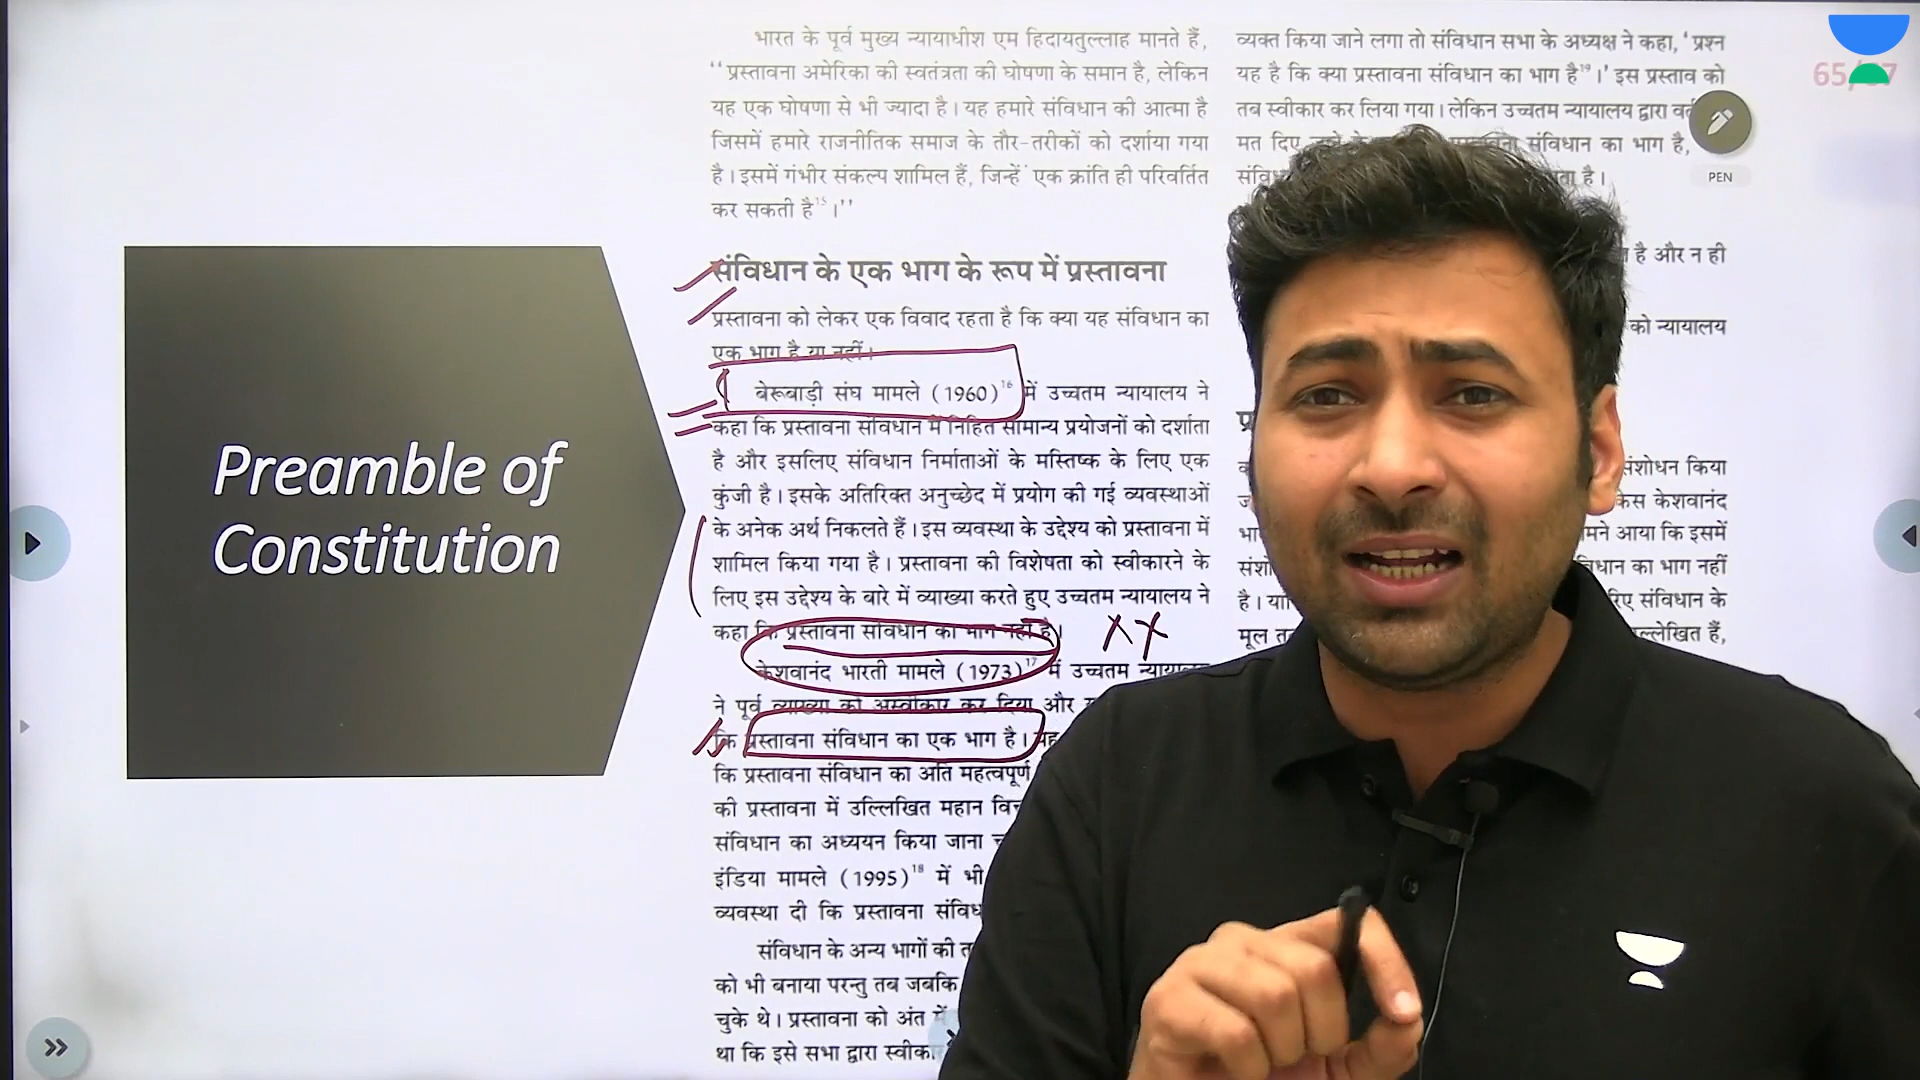 Preamble of
Constitution
भारत के पूर्व मुख्य न्यायाधीश एम हिदायतुल्लाह मानते हैं,
‘‘प्रस्तावना अमेरिका की स्वतंत्रता की घोषणा के समान है, लेकिन
यह एक घोषणा से भी ज्यादा है। यह हमारे संविधान की आत्मा है
जिसमें हमारे राजनीतिक समाज के तौर-तरीकों को दर्शाया गया
है। इसमें गंभीर संकल्प शामिल हैं, जिन्हें एक क्रांति ही परिवर्तित
कर सकती है15।’’
संविधान के एक भाग के रूप में प्रस्तावना
प्रस्तावना को लेकर एक विवाद रहता है कि क्या यह संविधान का
एक भाग है या नहीं।
बेरूबाड़ी संघ मामले (1960)16 में उच्चतम न्यायालय ने
कहा कि प्रस्तावना संविधान में निहित सामान्य प्रयोजनों को दर्शाता
है और इसलिए संविधान निर्माताओं के मस्तिष्क के लिए एक
कुंजी है। इसके अतिरिक्त अनुच्छेद में प्रयोग की गई व्यवस्थाओं
के अनेक अर्थ निकलते हैं। इस व्यवस्था के उद्देश्य को प्रस्तावना में
शामिल किया गया है। प्रस्तावना की विशेषता को स्वीकारने के
लिए इस उद्देश्य के बारे में व्याख्या करते हुए उच्चतम न्यायालय ने
कहा कि प्रस्तावना संविधान का भाग नहीं है।
केशवानंद भारती मामले (1973)17 में उच्चतम न्यायालय
ने पूर्व व्याख्या को अस्वीकार कर दिया और
कि प्रस्तावना संविधान का एक भाग है। यह
कि प्रस्तावना संविधान का अति महत्वपूर्ण
की प्रस्तावना में उल्लिखित महान
संविधान का अध्ययन किया जाना
इंडिया मामले (1995)18 में भी
व्यवस्था दी कि प्रस्तावना
संविधान के अन्य भागों की
को भी बनाया परन्तु तब जबकि
चुके थे। प्रस्तावना को अंत में
था कि इसे सभा द्वारा
व्यक्त किया जाने लगा तो संविधान सभा के अध्यक्ष ने कहा, ‘प्रश्न
यह है कि क्या प्रस्तावना संविधान का भाग है19।’ इस प्रस्ताव को
तब स्वीकार कर लिया गया। लेकिन उच्चतम न्यायालय द्वारा
मत दिए संविधान का भाग है,
है।
है और न ही
को न्यायालय
संशोधन किया
केशवानंद
कि इसमें
का भाग नहीं
है। संविधान के
मूल
PEN